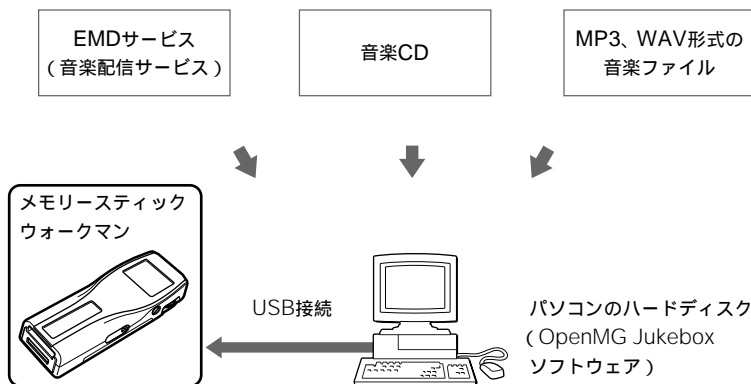 EMDサービス
(音楽配信サービス)
音楽CD
MP3、WAV形式の
音楽ファイル
メモリースティック
ウォークマン
USB接続
パソコンのハードディスク
(OpenMG Jukebox
ソフトウェア)